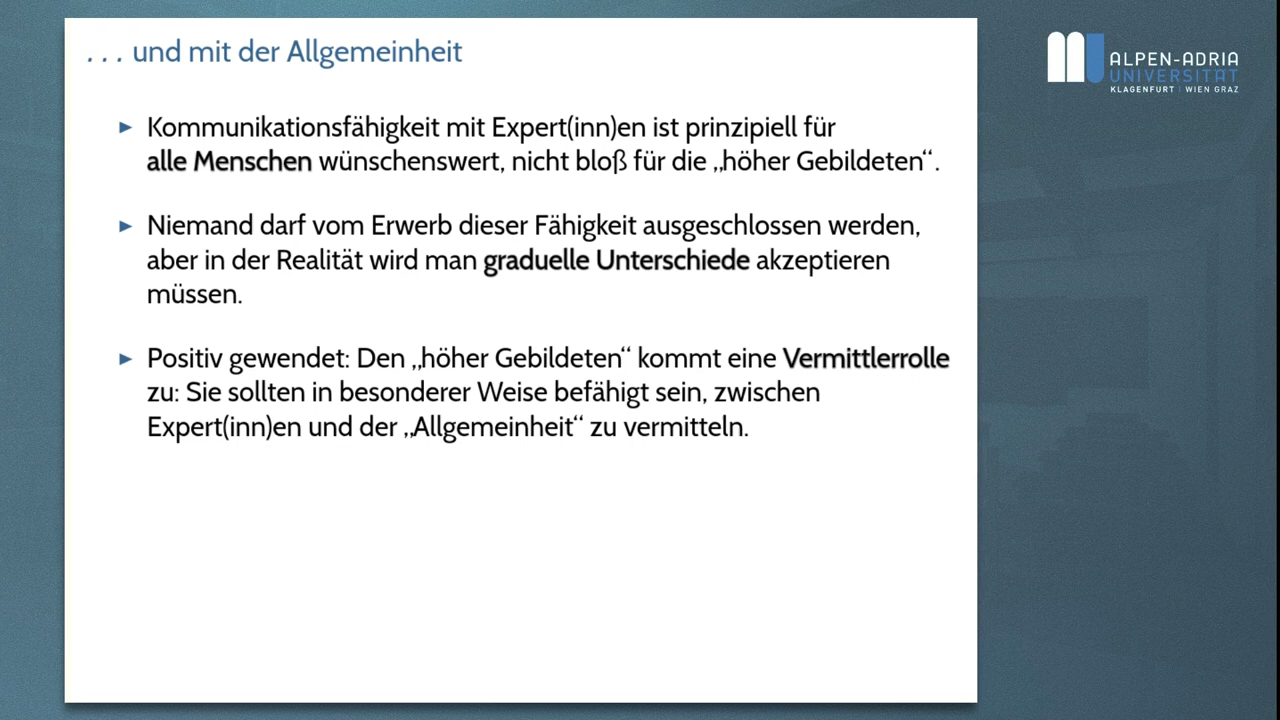 . . . und mit der Allgemeinheit
► Kommunikationsfähigkeit mit Expert(inn)en ist prinzipiell für
alle Menschen wünschenswert, nicht bloß für die „höher Gebildeten“.
► Niemand darf vom Erwerb dieser Fähigkeit ausgeschlossen werden,
aber in der Realität wird man graduelle Unterschiede akzeptieren
müssen.
► Positiv gewendet: Den „höher Gebildeten“ kommt eine Vermittlerrolle
zu: Sie sollten in besonderer Weise befähigt sein, zwischen
Expert(inn)en und der „Allgemeinheit“ zu vermitteln.
ALPEN-ADRIA
UNIVERSITÄT
KLAGENFURT | WIEN GRAZ